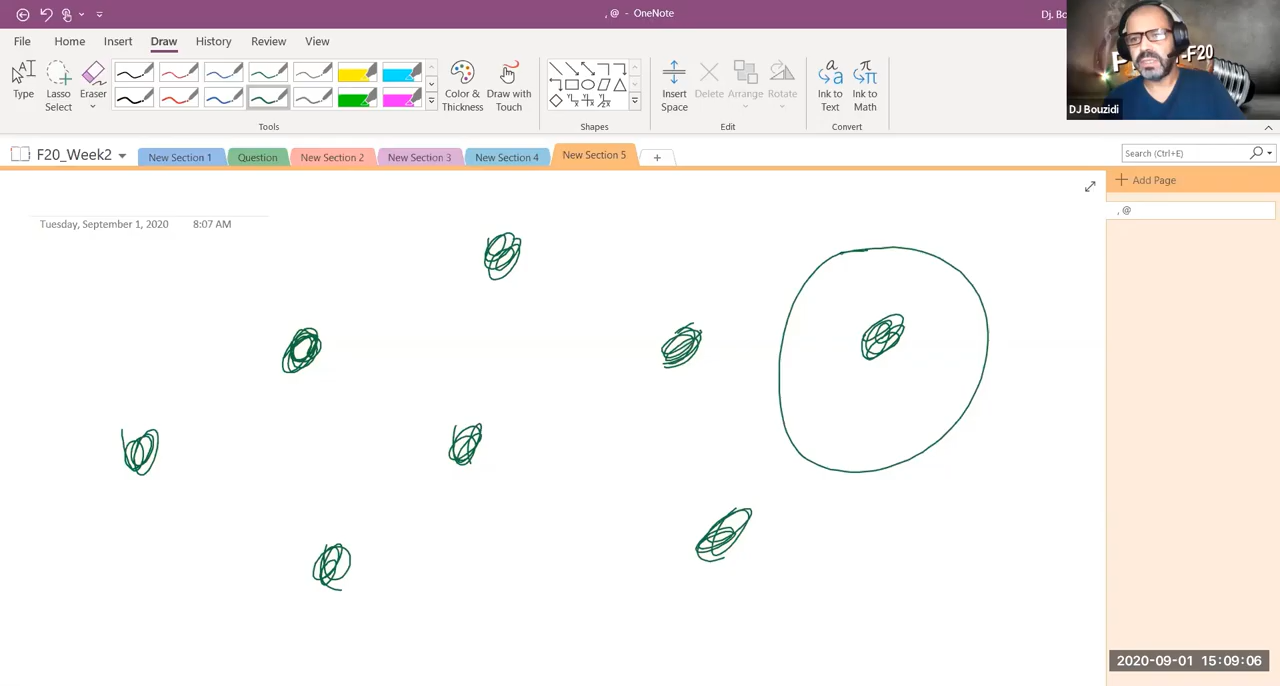 , @ - OneNote
Dj. Bo
File Home Insert Draw History Review View
Type
Lasso Select
Eraser
Color & Thickness
Draw with Touch
Insert Space
Delete
Arrange
Rotate
Ink to Text
Ink to Math
Tools
Shapes
Edit
Convert
-F20
DJ Bouzidi
F20_Week2
New Section 1
Question
New Section 2
New Section 3
New Section 4
New Section 5
Search (Ctrl+E)
Add Page
, @
Tuesday, September 1, 2020 8:07 AM
2020-09-01 15:09:06